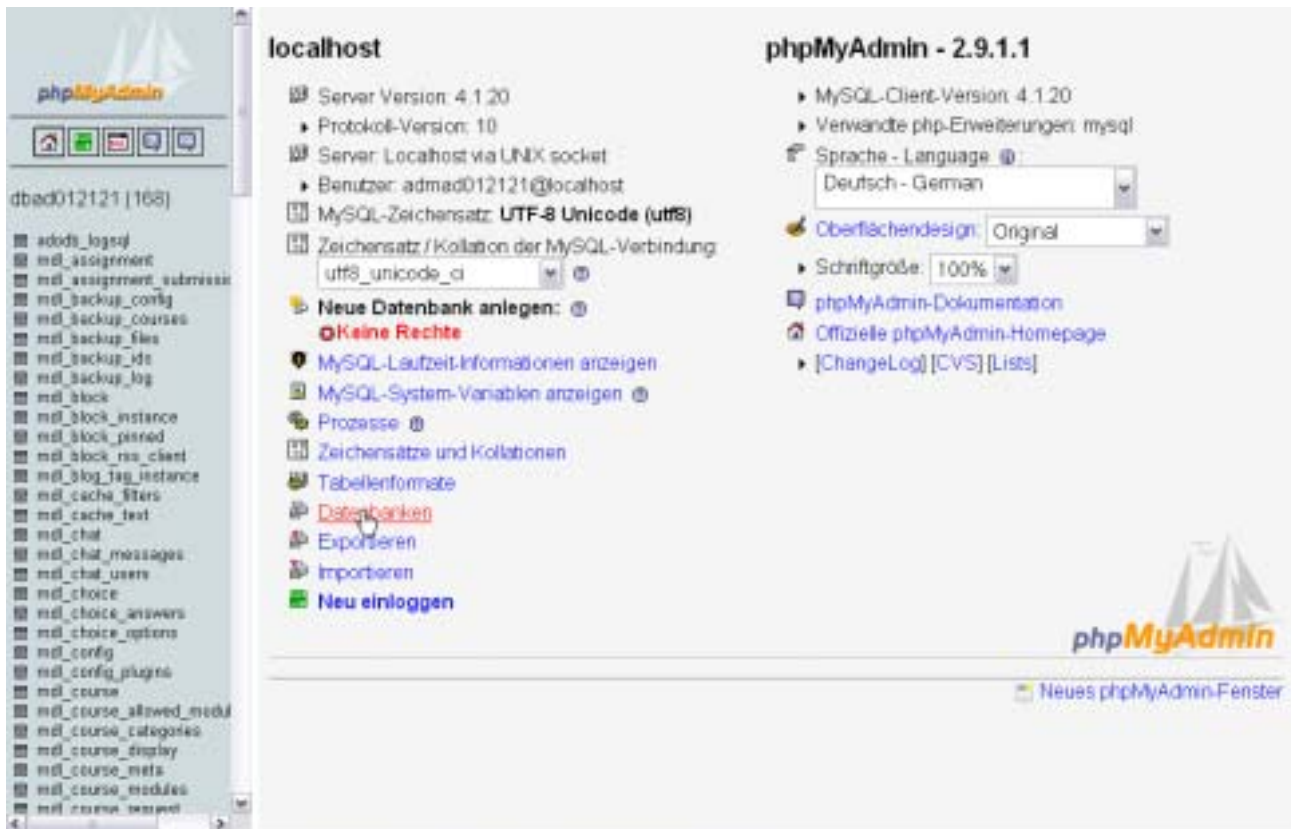 phpMyAdmin
dbad012121 (168)
adodb_logsql
mdl_assignment
mdl_assignment_submission
mdl_backup_config
mdl_backup_courses
mdl_backup_files
mdl_backup_ids
mdl_backup_log
mdl_block
mdl_block_instance
mdl_block_pinned
mdl_block_rss_client
mdl_blog_tag_instance
mdl_cache_filters
mdl_cache_text
mdl_chat
mdl_chat_messages
mdl_chat_users
mdl_choice
mdl_choice_answers
mdl_choice_options
mdl_config
mdl_config_plugins
mdl_course
mdl_course_allowed_modul
mdl_course_categories
mdl_course_display
mdl_course_meta
mdl_course_modules
mdl_course_request
localhost
Server Version: 4.1.20
Protokoll-Version: 10
Server: Localhost via UNIX socket
Benutzer: admad012121@localhost
MySQL-Zeichensatz: UTF-8 Unicode (utf8)
Zeichensatz / Kollation der MySQL-Verbindung:
utf8_unicode_ci
Neue Datenbank anlegen:
Keine Rechte
MySQL-Laufzeit-Informationen anzeigen
MySQL-System-Variablen anzeigen
Prozesse
Zeichensätze und Kollationen
Tabellenformate
Datenbanken
Exportieren
Importieren
Neu einloggen
phpMyAdmin - 2.9.1.1
MySQL-Client-Version: 4.1.20
Verwandte php-Erweiterungen: mysql
Sprache - Language :
Deutsch - German
Oberflächendesign: Original
Schriftgröße: 100%
phpMyAdmin-Dokumentation
Offizielle phpMyAdmin-Homepage
[ChangeLog] [CVS] [Lists]
phpMyAdmin
Neues phpMyAdmin-Fenster